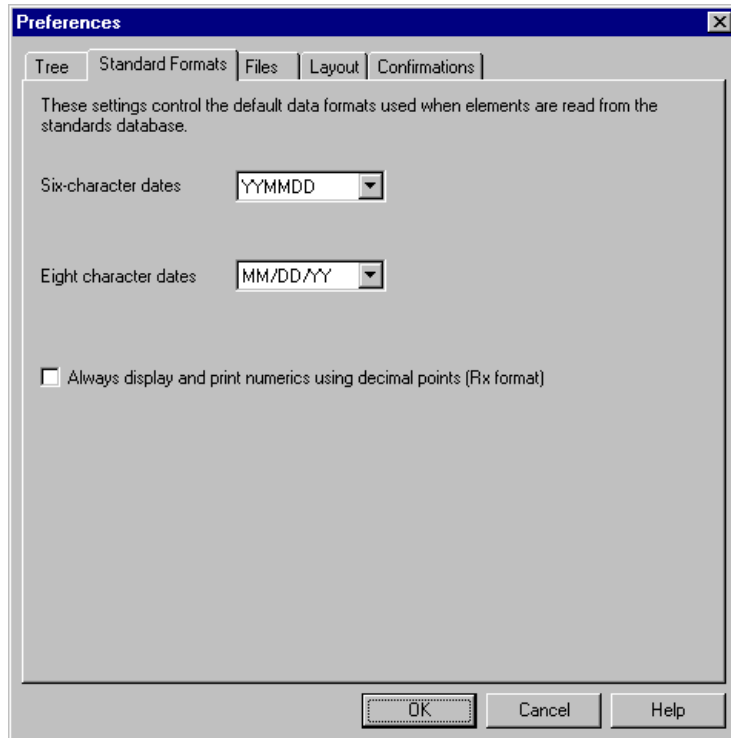 Preferences
Tree Standard Formats Files Layout Confirmations
These settings control the default data formats used when elements are read from the
standards database.
Six-character dates YYMMDD
Eight character dates MM/DD/YY
Always display and print numerics using decimal points (Rx format)
OK Cancel Help